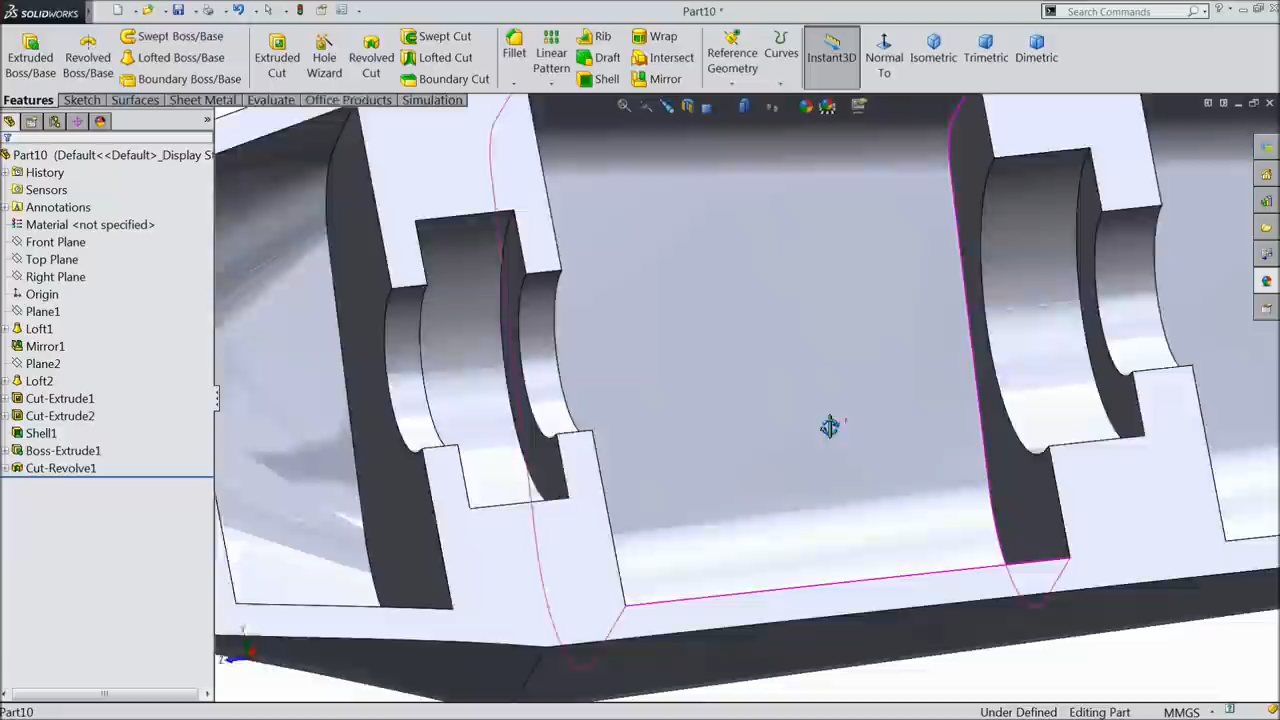 SOLIDWORKS
Part10 *
Search Commands
Extruded Boss/Base
Revolved Boss/Base
Swept Boss/Base
Lofted Boss/Base
Boundary Boss/Base
Extruded Cut
Hole Wizard
Revolved Cut
Swept Cut
Lofted Cut
Boundary Cut
Fillet
Linear Pattern
Rib
Draft
Shell
Wrap
Intersect
Mirror
Reference Geometry
Curves
Instant3D
Normal To
Isometric
Trimetric
Dimetric
Features Sketch Surfaces Sheet Metal Evaluate Office Products Simulation
Part10 (Default<<Default>_Display S
History
Sensors
Annotations
Material <not specified>
Front Plane
Top Plane
Right Plane
Origin
Plane1
Loft1
Mirror1
Plane2
Loft2
Cut-Extrude1
Cut-Extrude2
Shell1
Boss-Extrude1
Cut-Revolve1
Part10
Under Defined
Editing Part
MMGS